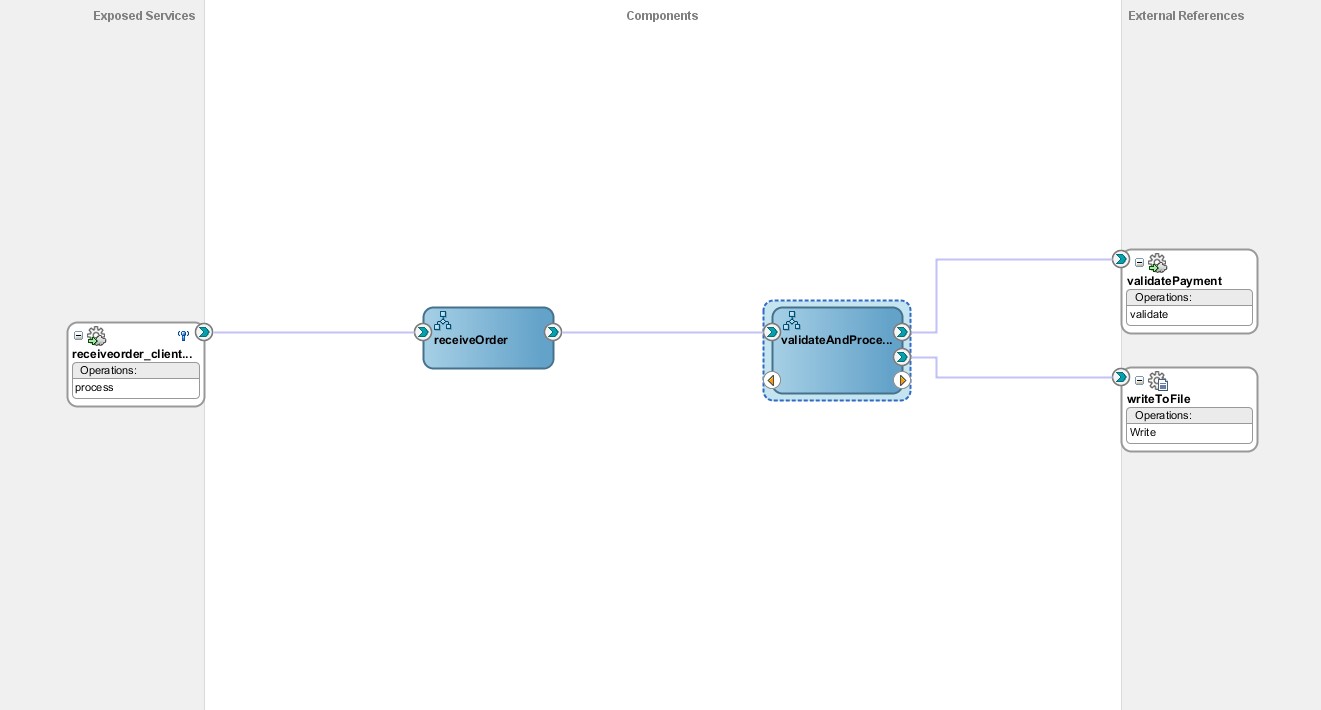 Exposed Services
Components
External References
receiveorder_client...
Operations:
process
receiveOrder
validateAndProce...
validatePayment
Operations:
validate
writeToFile
Operations:
Write